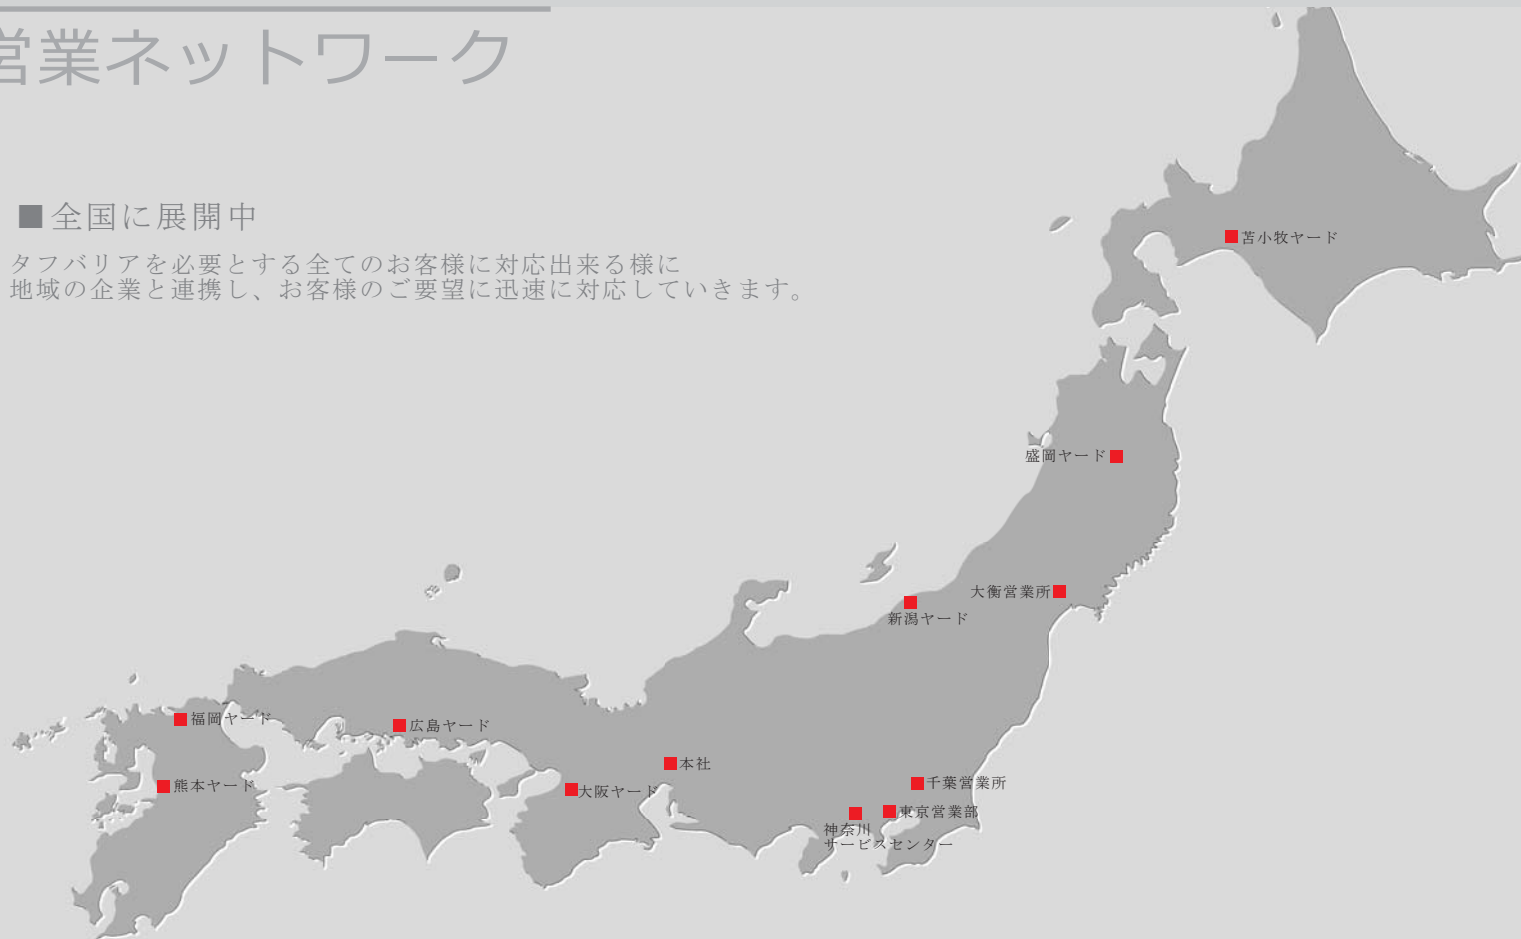 営業ネットワーク
■全国に展開中
タフバリアを必要とする全てのお客様に対応出来る様に
地域の企業と連携し、お客様のご要望に迅速に対応していきます。
苫小牧ヤード
盛岡ヤード
大衡営業所
新潟ヤード
福岡ヤード
広島ヤード
本社
熊本ヤード
大阪ヤード
千葉営業所
東京営業部
神奈川
サービスセンター